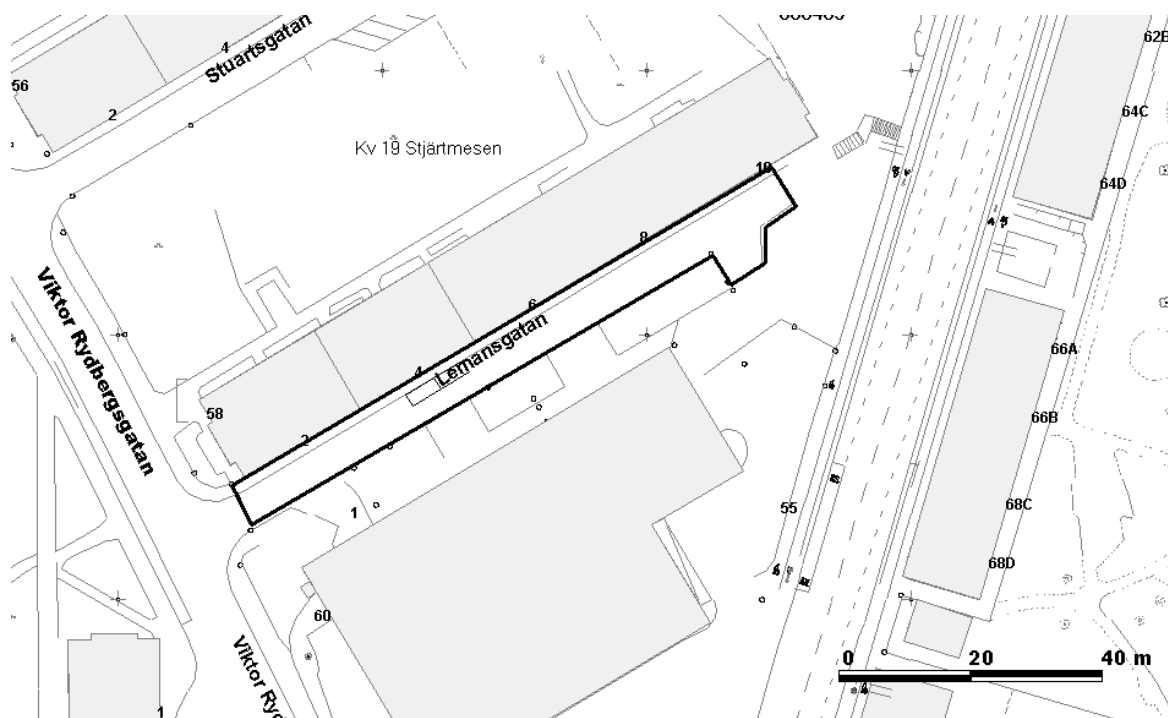 62B
4
Stuartsgatan
56
2
64C
Kv 19 Stjärtmesen
10
64D
8
Viktor Rydbergsgatan
6
Lemansgatan
66A
4
58
66B
2
1
55
68C
68D
60
Viktor Ryd
0 20 40 m
1